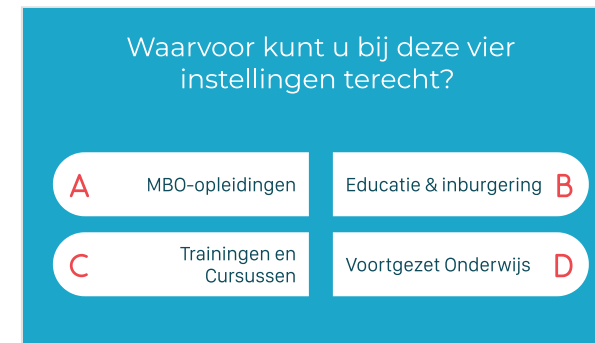 Waarvoor kunt u bij deze vier
instellingen terecht?
A MBO-opleidingen
Educatie & inburgering B
C Trainingen en
Cursussen
Voortgezet Onderwijs D